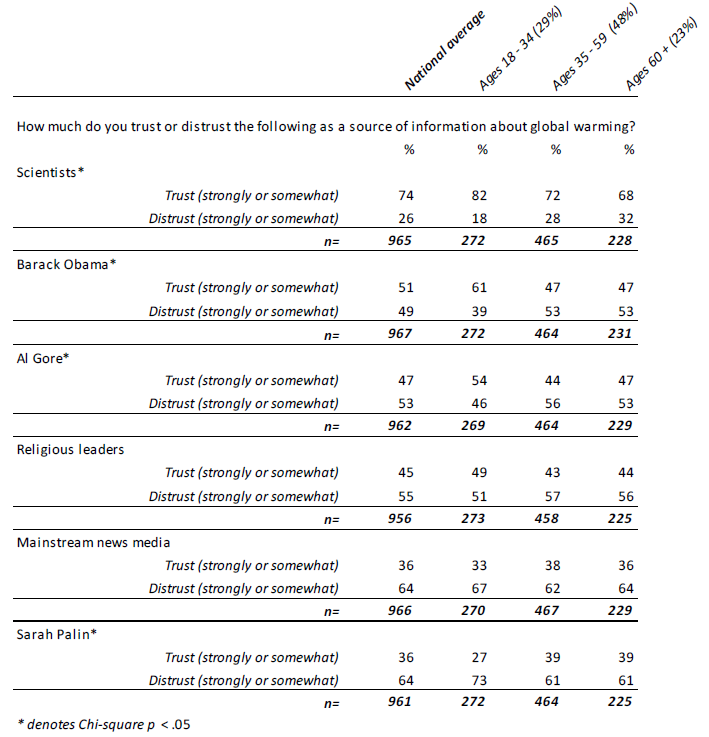 National average Ages 18 - 34 (29%) Ages 35 - 59 (48%) Ages 60 + (23%)
How much do you trust or distrust the following as a source of information about global warming?
% % % %
Scientists*
Trust (strongly or somewhat) 74 82 72 68
Distrust (strongly or somewhat) 26 18 28 32
n= 965 272 465 228
Barack Obama*
Trust (strongly or somewhat) 51 61 47 47
Distrust (strongly or somewhat) 49 39 53 53
n= 967 272 464 231
Al Gore*
Trust (strongly or somewhat) 47 54 44 47
Distrust (strongly or somewhat) 53 46 56 53
n= 962 269 464 229
Religious leaders
Trust (strongly or somewhat) 45 49 43 44
Distrust (strongly or somewhat) 55 51 57 56
n= 956 273 458 225
Mainstream news media
Trust (strongly or somewhat) 36 33 38 36
Distrust (strongly or somewhat) 64 67 62 64
n= 966 270 467 229
Sarah Palin*
Trust (strongly or somewhat) 36 27 39 39
Distrust (strongly or somewhat) 64 73 61 61
n= 961 272 464 225
* denotes Chi-square p < .05